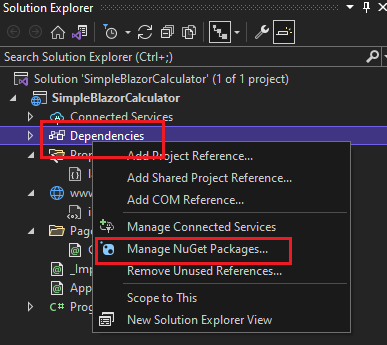 Solution Explorer
Search Solution Explorer (Ctrl+;)
Solution 'SimpleBlazorCalculator' (1 of 1 project)
SimpleBlazorCalculator
Connected Services
Dependencies
Add Project Reference...
Add Shared Project Reference...
Add COM Reference...
Manage Connected Services
Manage NuGet Packages...
Remove Unused References...
Scope to This
New Solution Explorer View
Prop
www
Page
_Im
App
C# Prog